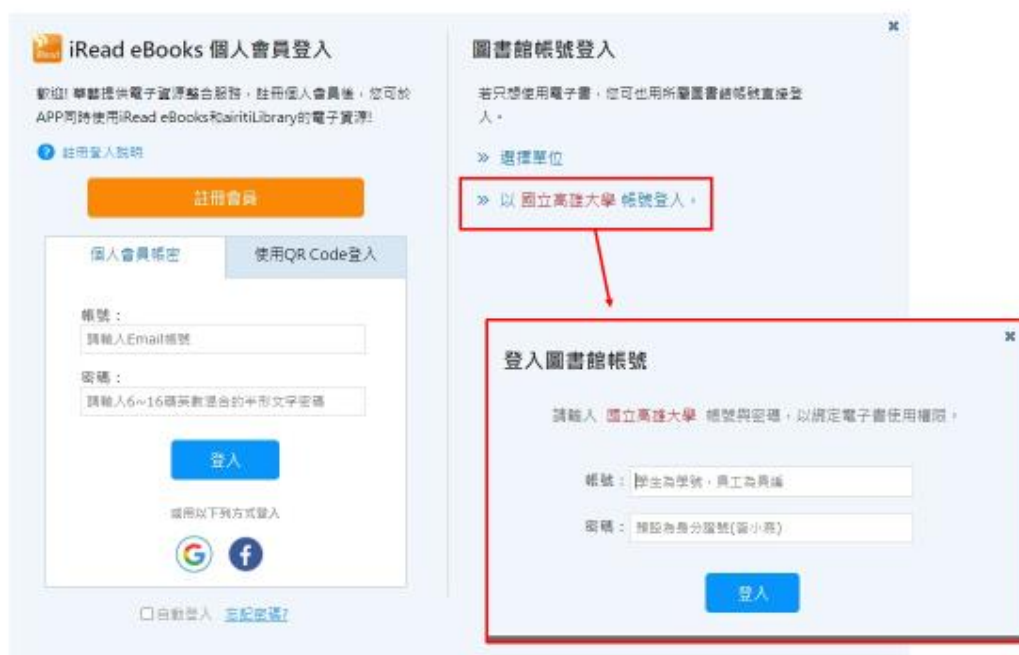 iRead eBooks 個人會員登入
歡迎! 華藝提供電子資源整合服務，註冊個人會員後，您可於
APP同時使用iRead eBooks和airitiLibrary的電子資源!
? 註冊登入說明
註冊會員
個人會員帳密
使用QR Code登入
帳號：
請輸入Email帳號
密碼：
請輸入6~16碼英數混合的半形文字密碼
登入
或用以下列方式登入
G f
自動登入 忘記密碼?
圖書館帳號登入
若只想使用電子書，您可也用所屬圖書館帳號直接登
入。
» 選擇單位
» 以 國立高雄大學 帳號登入。
登入圖書館帳號
請輸入 國立高雄大學 帳號與密碼，以綁定電子書使用權限。
帳號：
學生為學號，員工為員編
密碼：
預設為身分證號
登入